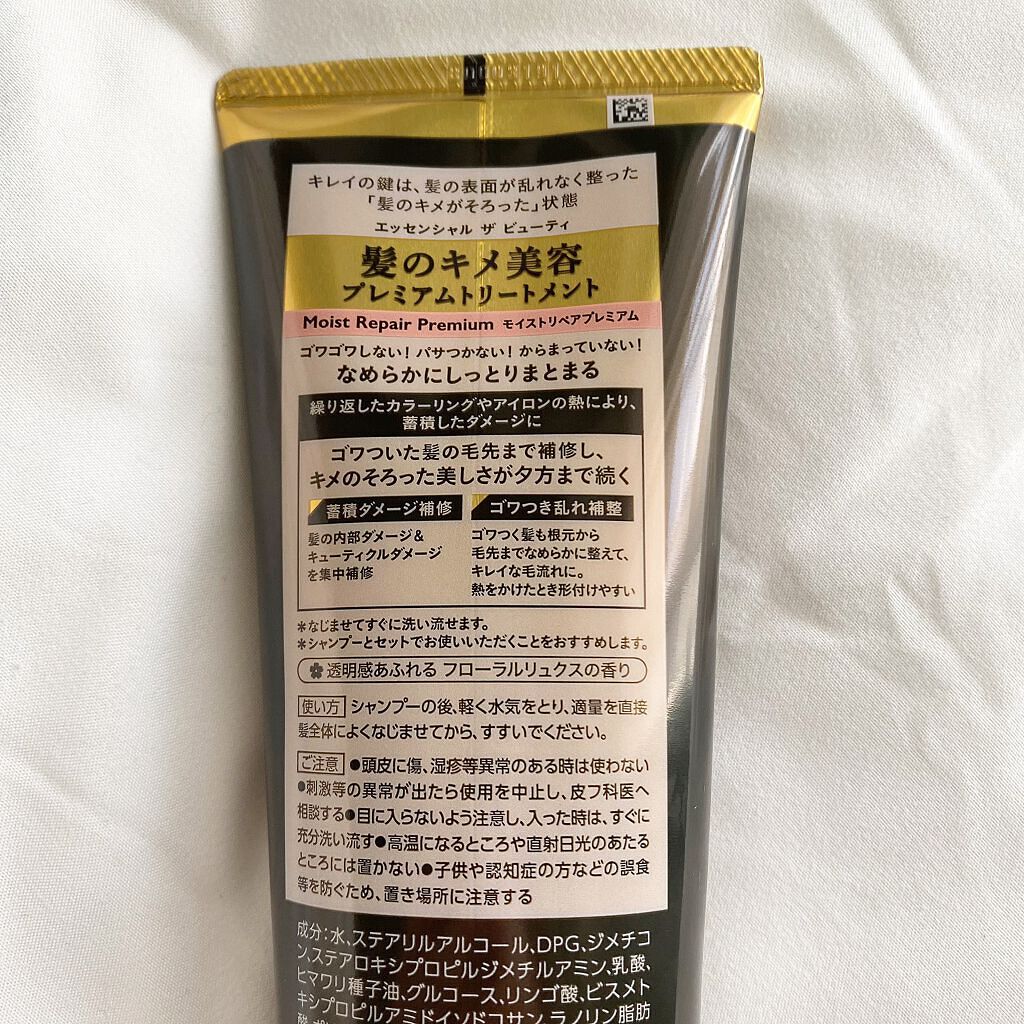 キレイの鍵は、髪の表面が乱れなく整った
「髪のキメがそろった」状態
エッセンシャル ザ ビューティ
髪のキメ美容
プレミアムトリートメント
Moist Repair Premium モイストリペアプレミアム
ゴワゴワしない！パサつかない！からまっていない！
なめらかにしっとりまとまる
繰り返したカラーリングやアイロンの熱により、
蓄積したダメージに
ゴワついた髪の毛先まで補修し、
キメのそろった美しさが夕方まで続く
蓄積ダメージ補修
髪の内部ダメージ＆
キューティクルダメージ
を集中補修
ゴワつき乱れ補整
ゴワつく髪も根元から
毛先までなめらかに整えて、
キレイな毛流れに。
熱をかけたとき形付けやすい
＊なじませてすぐに洗い流せます。
＊シャンプーとセットでお使いいただくことをおすすめします。
透明感あふれる フローラルリュクスの香り
使い方 シャンプーの後、軽く水気をとり、適量を直接
髪全体によくなじませてから、すすいでください。
ご注意 ●頭皮に傷、湿疹等異常のある時は使わない
●刺激等の異常が出たら使用を中止し、皮フ科医へ
相談する●目に入らないよう注意し、入った時は、すぐに
充分洗い流す●高温になるところや直射日光のあたる
ところには置かない●子供や認知症の方などの誤食
等を防ぐため、置き場所に注意する
成分：水、ステアリルアルコール、DPG、ジメチコ
ン、ステアロキシプロピルジメチルアミン、乳酸、
ヒマワリ種子油、グルコース、リンゴ酸、ビスメト
キシプロピルアミドイソドコサン、ラノリン脂肪